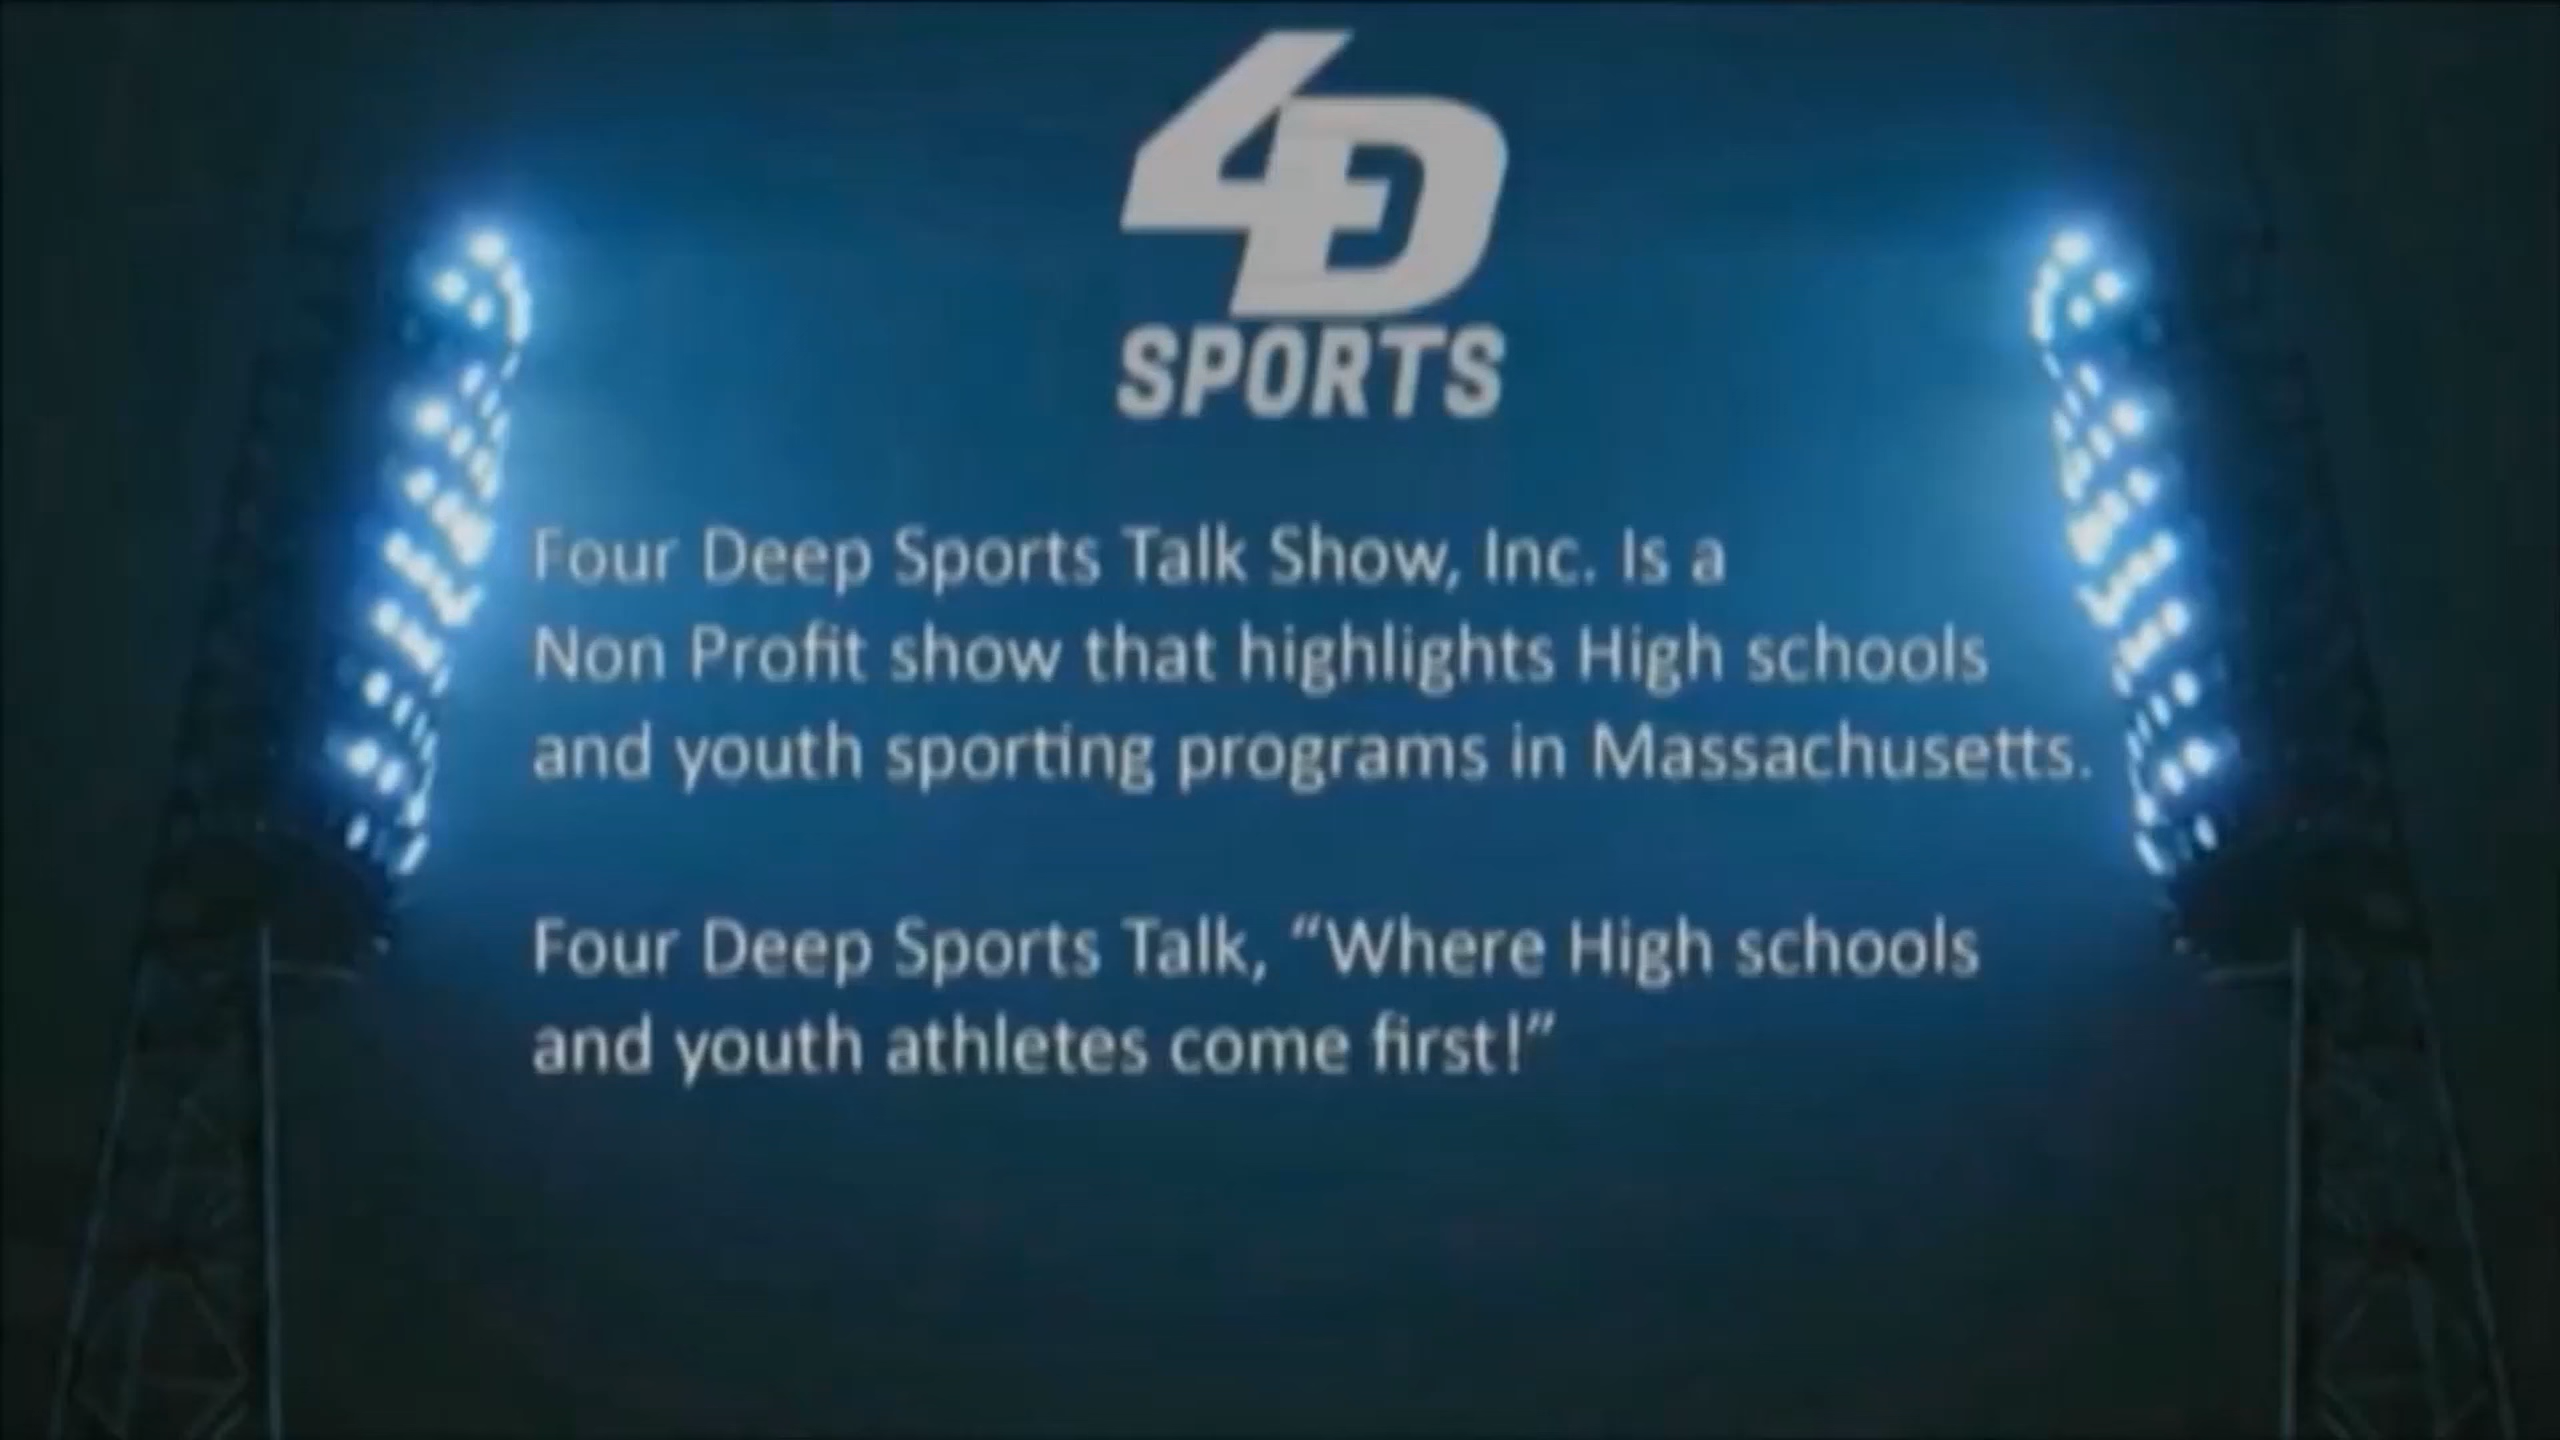 4D
SPORTS
Four Deep Sports Talk Show, Inc. Is a
Non Profit show that highlights High schools
and youth sporting programs in Massachusetts.
Four Deep Sports Talk, “Where High schools
and youth athletes come first!”